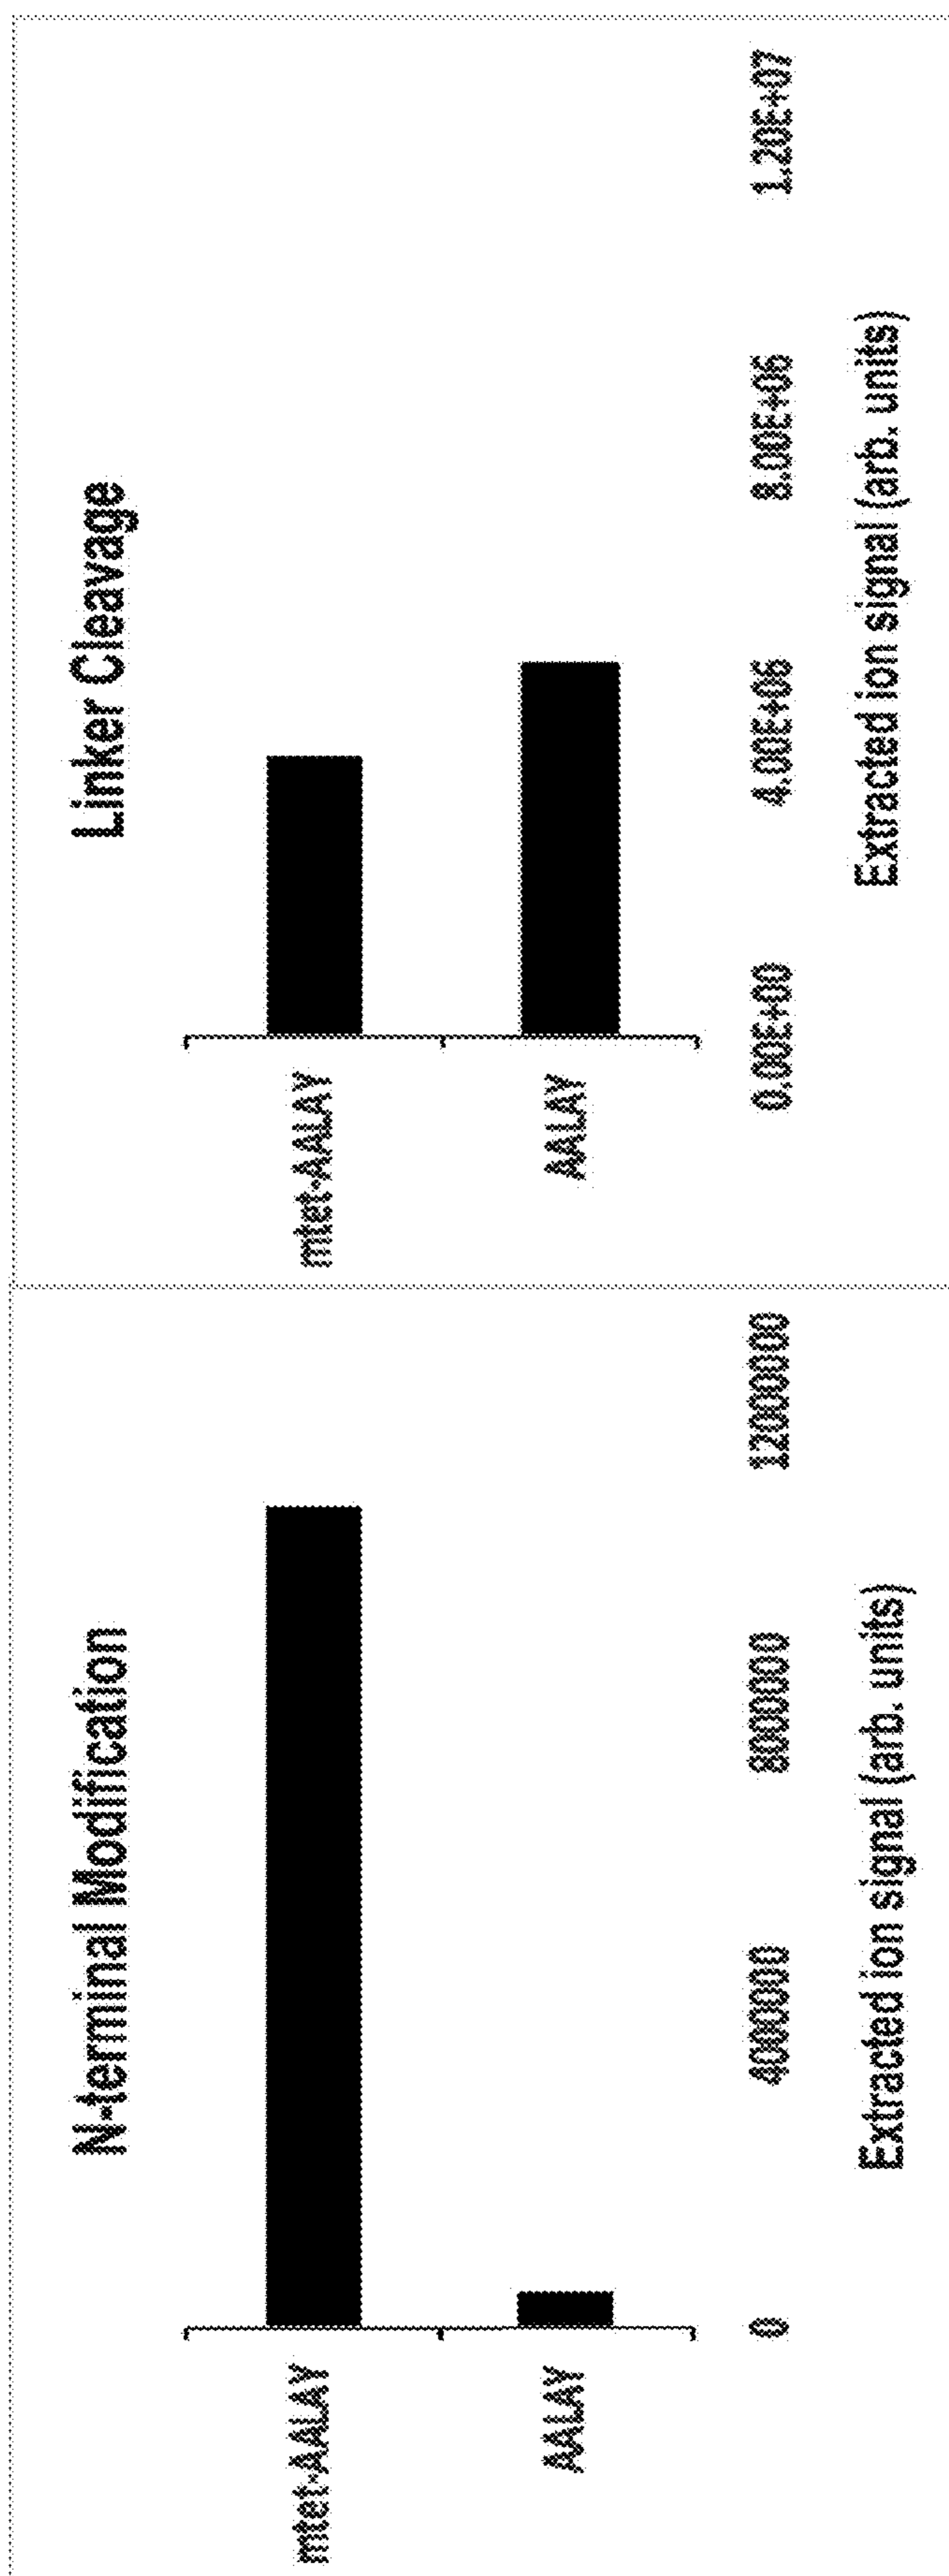 N-terminal Modification
mtet-AALAY
AALAY
0
4000000
8000000
12000000
Extracted ion signal (arb. units)
Linker Cleavage
mtet-AALAY
AALAY
0.00E+00
4.00E+06
8.00E+06
1.20E+07
Extracted ion signal (arb. units)